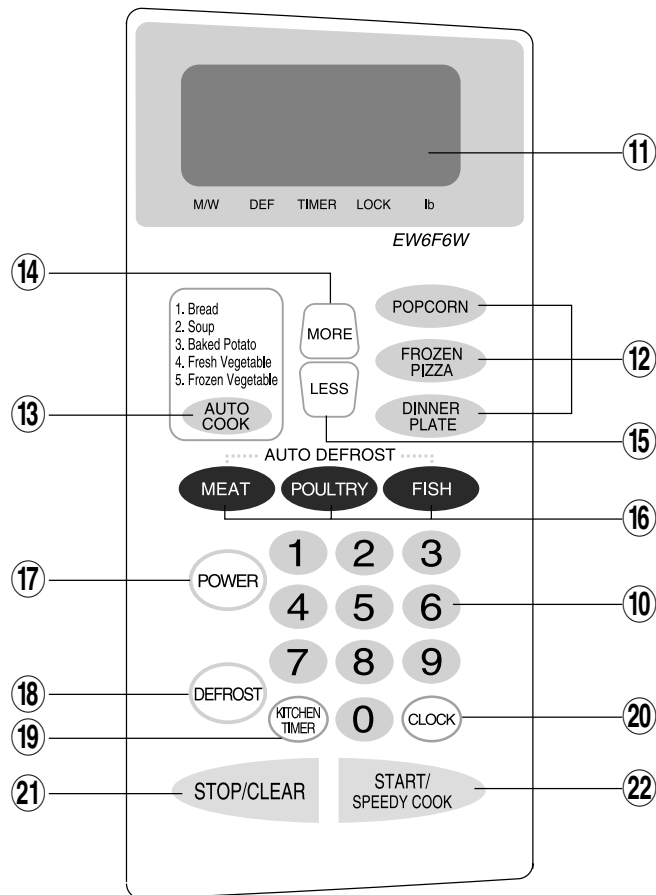 11
M/W DEF TIMER LOCK lb
EW6F6W
14
1. Bread
2. Soup
3. Baked Potato
4. Fresh Vegetable
5. Frozen Vegetable
AUTO
COOK
13
MORE
LESS
15
POPCORN
FROZEN
PIZZA
DINNER
PLATE
12
AUTO DEFROST
MEAT POULTRY FISH
16
17
POWER
1 2 3
4 5 6
10
7 8 9
18
DEFROST
19
KITCHEN
TIMER
0
CLOCK
20
21
STOP/CLEAR
START/
SPEEDY COOK
22